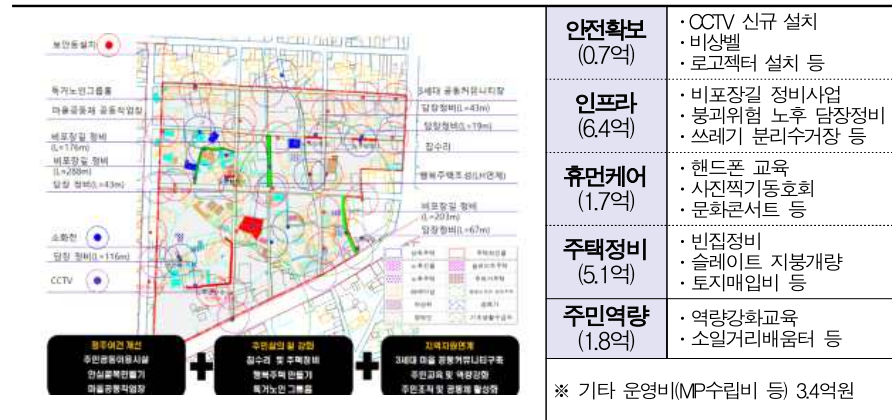 보안등설치
독거노인그룹홈
마을공동체 공동작업장
비포장길 정비
(L=176m)
비포장길 정비
(L=288m)
담장 정비(L=43m)
소화전
담장 정비(L=116m)
CCTV
3세대 공동커뮤니티장
담장정비(L=43m)
담장정비(L=19m)
집수리
행복주택조성(LH연계)
비포장길 정비
(L=203m)
담장정비(L=67m)
정주여건 개선
주민공동이용시설
안심골목만들기
마을공동작업장
주민삶의 질 강화
집수리 및 주택정비
행복주택 만들기
독거노인 그룹홈
지역자원연계
3세대 마을 공동커뮤니티구축
주민교육 및 역량강화
주민조직 및 공동체 활성화
안전확보
(0.7억)
· CCTV 신규 설치
· 비상벨
· 로고젝터 설치 등
인프라
(6.4억)
· 비포장길 정비사업
· 붕괴위험 노후 담장정비
· 쓰레기 분리수거장 등
휴먼케어
(1.7억)
· 핸드폰 교육
· 사진찍기동호회
· 문화콘서트 등
주택정비
(5.1억)
· 빈집정비
· 슬레이트 지붕개량
· 토지매입비 등
주민역량
(1.8억)
· 역량강화교육
· 소일거리배움터 등
※ 기타 운영비(MP수립비 등) 3.4억원